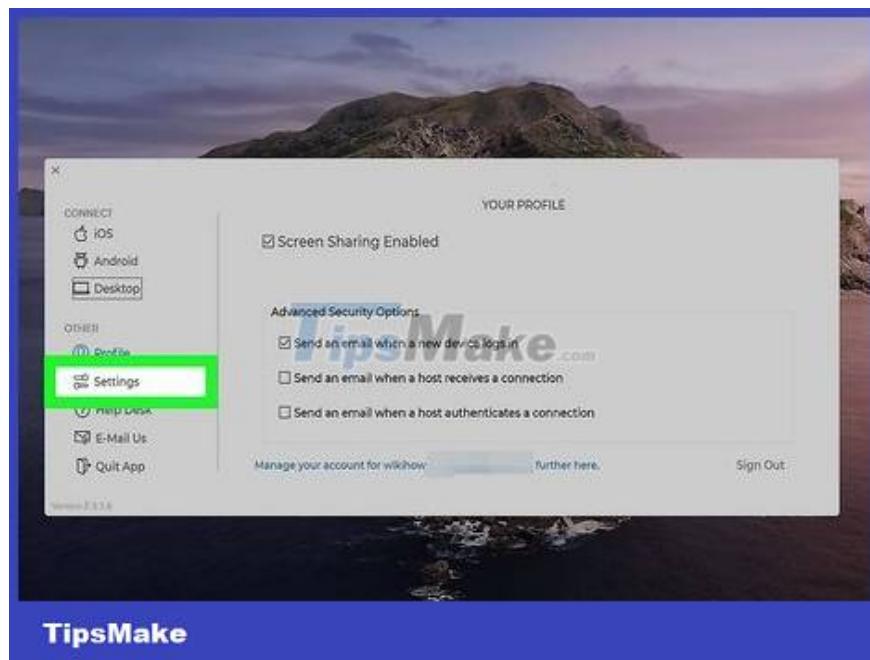 ×
YOUR PROFILE
CONNECT
iOS
Android
Desktop
OTHER
Profile
Settings
Help Desk
E-Mail Us
Quit App
Screen Sharing Enabled
Advanced Security Options
Send an email when a new device logs in
Send an email when a host receives a connection
Send an email when a host authenticates a connection
Manage your account for wikihow
further here.
Sign Out
TipsMake.com
TipsMake